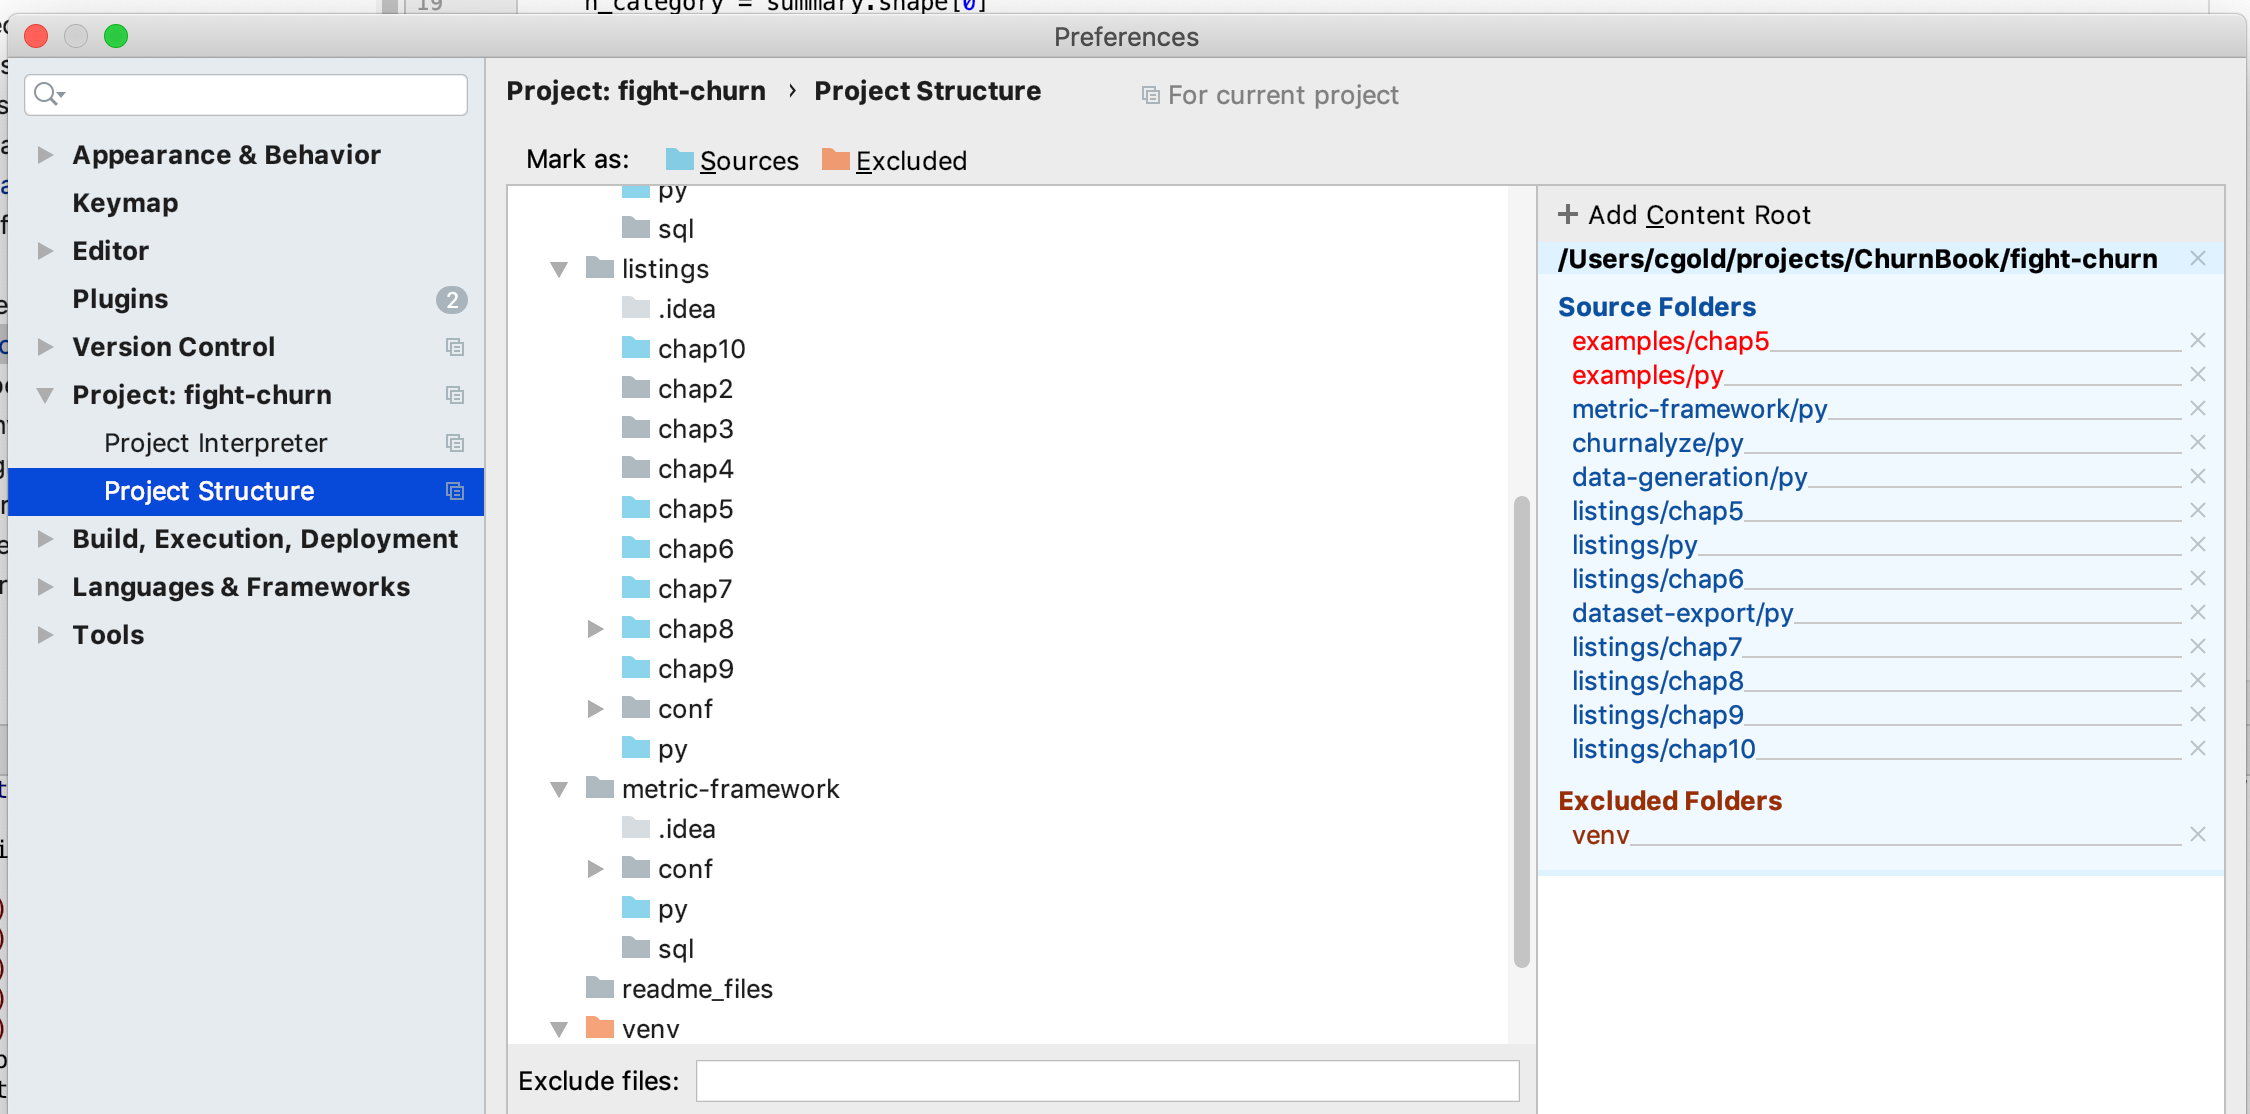 19 n_category = summary.shape[0]
Preferences
Project: fight-churn › Project Structure
For current project
Appearance & Behavior
Keymap
Editor
Plugins 2
Version Control
Project: fight-churn
Project Interpreter
Project Structure
Build, Execution, Deployment
Languages & Frameworks
Tools
Mark as: Sources Excluded
py
sql
listings
.idea
chap10
chap2
chap3
chap4
chap5
chap6
chap7
chap8
chap9
conf
py
metric-framework
.idea
conf
py
sql
readme_files
venv
Exclude files:
+ Add Content Root
/Users/cgold/projects/ChurnBook/fight-churn
Source Folders
examples/chap5
examples/py
metric-framework/py
churnalyze/py
data-generation/py
listings/chap5
listings/py
listings/chap6
dataset-export/py
listings/chap7
listings/chap8
listings/chap9
listings/chap10
Excluded Folders
venv